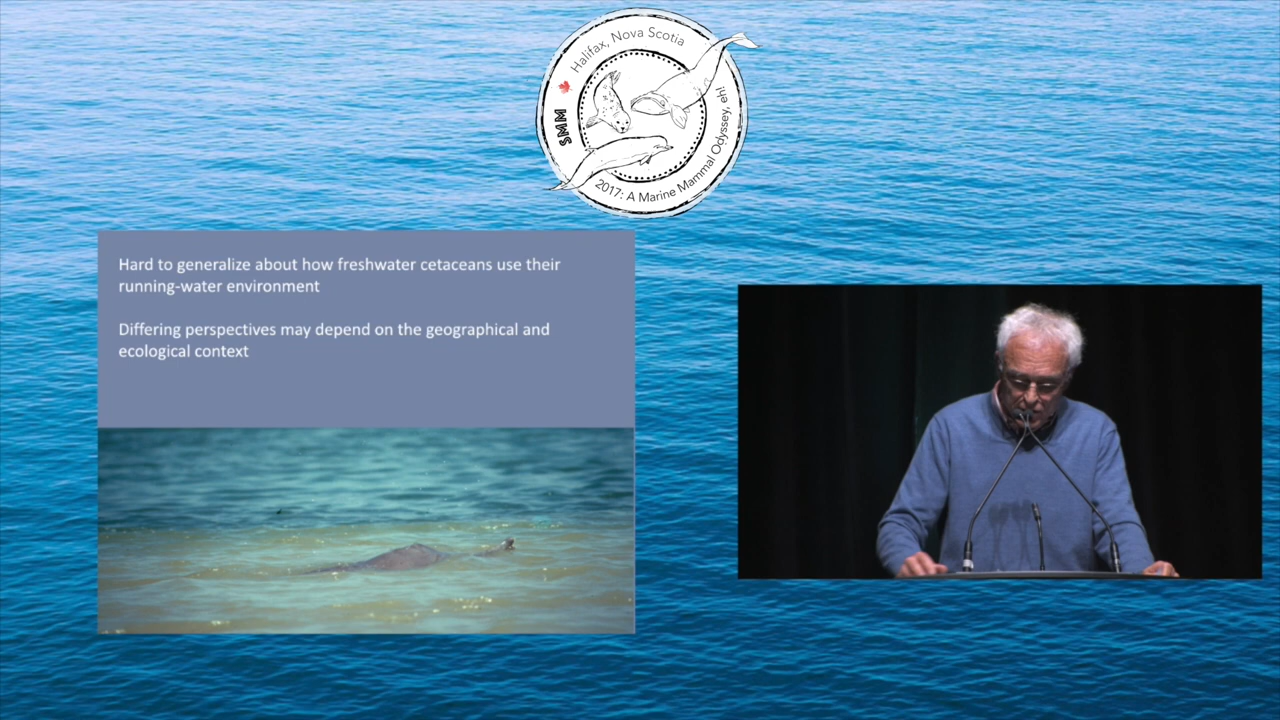 Halifax, Nova Scotia
SMM
2017: A Marine Mammal Odyssey, eh!
Hard to generalize about how freshwater cetaceans use their
running-water environment
Differing perspectives may depend on the geographical and
ecological context